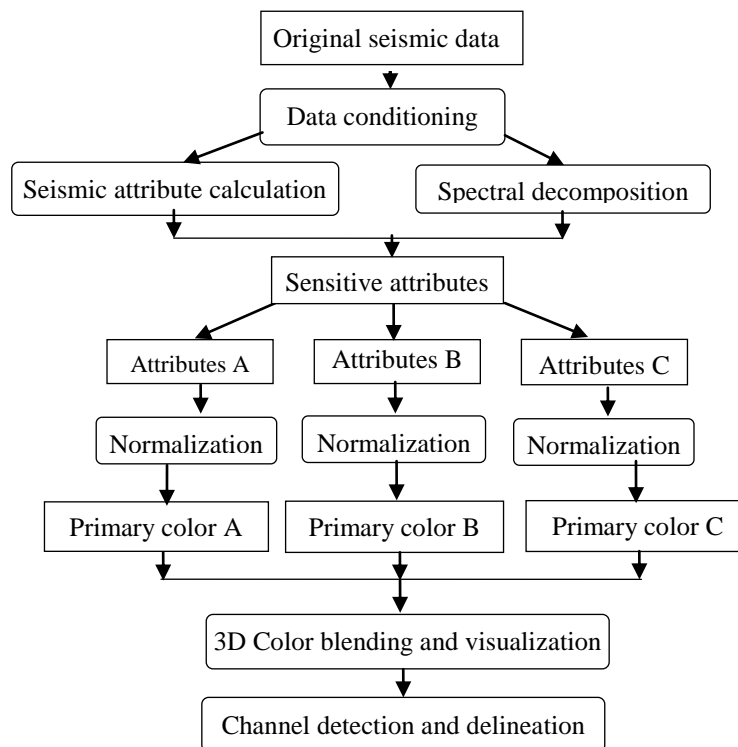 Original seismic data
Data conditioning
Seismic attribute calculation
Spectral decomposition
Sensitive attributes
Attributes A
Attributes B
Attributes C
Normalization
Normalization
Normalization
Primary color A
Primary color B
Primary color C
3D Color blending and visualization
Channel detection and delineation